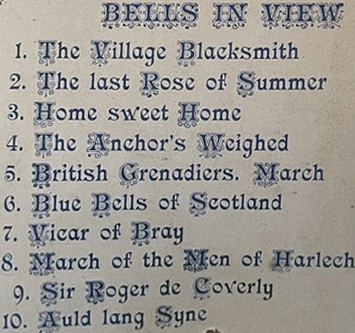 BELLS IN VIEW
1. The Village Blacksmith
2. The last Rose of Summer
3. Home sweet Home
4. The Anchor's Weighed
5. British Grenadiers. March
6. Blue Bells of Scotland
7. Vicar of Bray
8. March of the Men of Harlech
9. Sir Roger de Coverly
10. Auld lang Syne